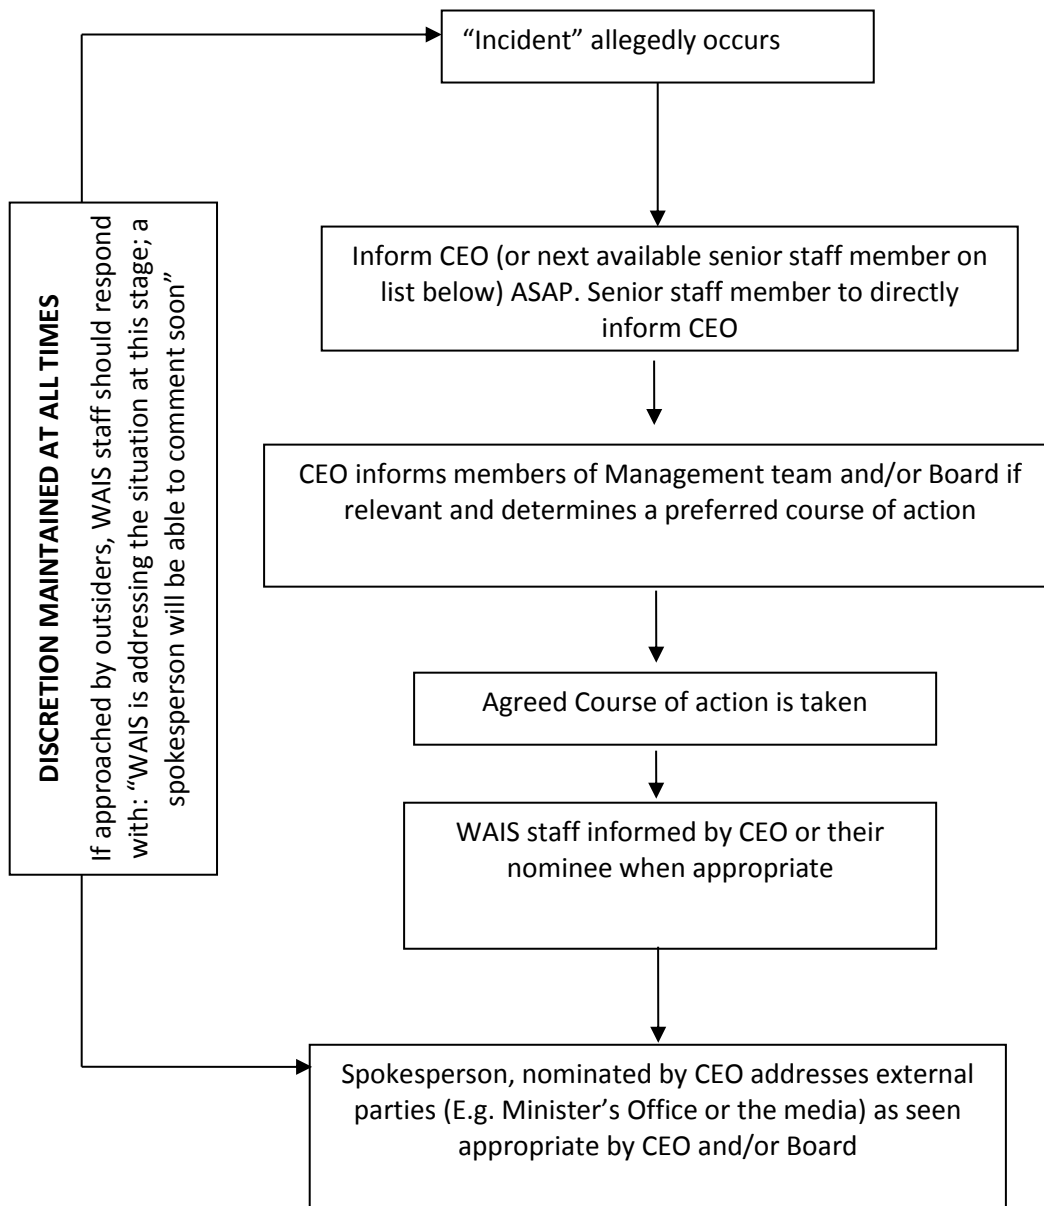 “Incident” allegedly occurs
DISCRETION MAINTAINED AT ALL TIMES
If approached by outsiders, WAIS staff should respond
with: “WAIS is addressing the situation at this stage; a
spokesperson will be able to comment soon”
Inform CEO (or next available senior staff member on
list below) ASAP. Senior staff member to directly
inform CEO
CEO informs members of Management team and/or Board if
relevant and determines a preferred course of action
Agreed Course of action is taken
WAIS staff informed by CEO or their
nominee when appropriate
Spokesperson, nominated by CEO addresses external
parties (E.g. Minister’s Office or the media) as seen
appropriate by CEO and/or Board